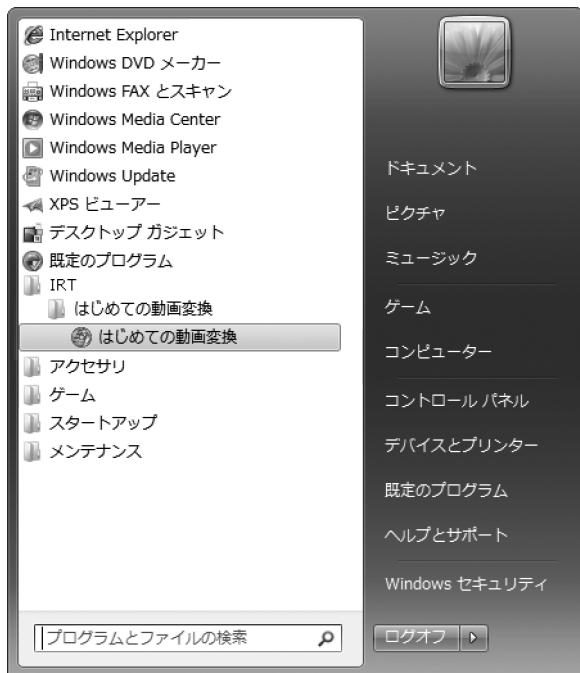 Internet Explorer
Windows DVD メーカー
Windows FAX とスキャン
Windows Media Center
Windows Media Player
Windows Update
XPS ビューアー
デスクトップ ガジェット
既定のプログラム
IRT
はじめての動画変換
はじめての動画変換
アクセサリ
ゲーム
スタートアップ
メンテナンス
プログラムとファイルの検索
ドキュメント
ピクチャ
ミュージック
ゲーム
コンピューター
コントロール パネル
デバイスとプリンター
既定のプログラム
ヘルプとサポート
Windows セキュリティ
ログオフ